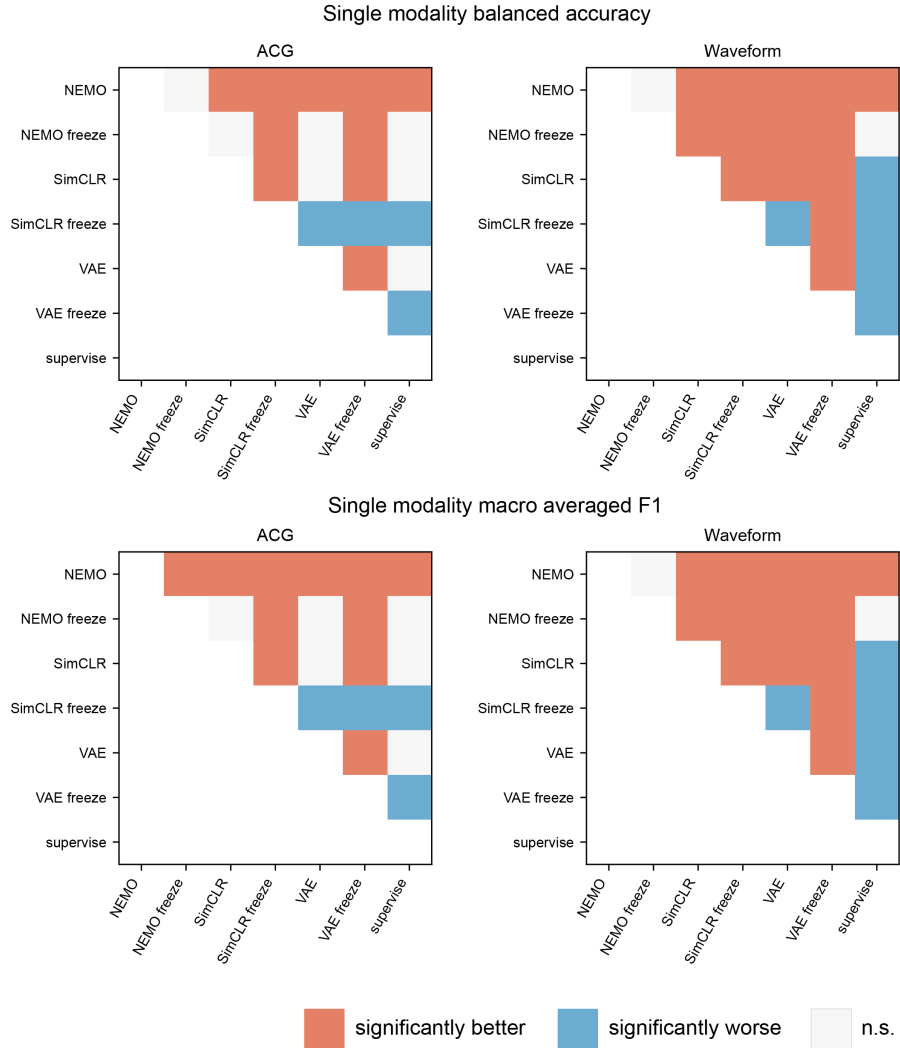 Single modality balanced accuracy
ACG
Waveform
NEMO
NEMO freeze
SimCLR
SimCLR freeze
VAE
VAE freeze
supervise
NEMO
NEMO freeze
SimCLR
SimCLR freeze
VAE
VAE freeze
supervise
NEMO
NEMO freeze
SimCLR
SimCLR freeze
VAE
VAE freeze
supervise
NEMO
NEMO freeze
SimCLR
SimCLR freeze
VAE
VAE freeze
supervise
Single modality macro averaged F1
ACG
Waveform
NEMO
NEMO freeze
SimCLR
SimCLR freeze
VAE
VAE freeze
supervise
NEMO
NEMO freeze
SimCLR
SimCLR freeze
VAE
VAE freeze
supervise
NEMO
NEMO freeze
SimCLR
SimCLR freeze
VAE
VAE freeze
supervise
NEMO
NEMO freeze
SimCLR
SimCLR freeze
VAE
VAE freeze
supervise
significantly better
significantly worse
n.s.